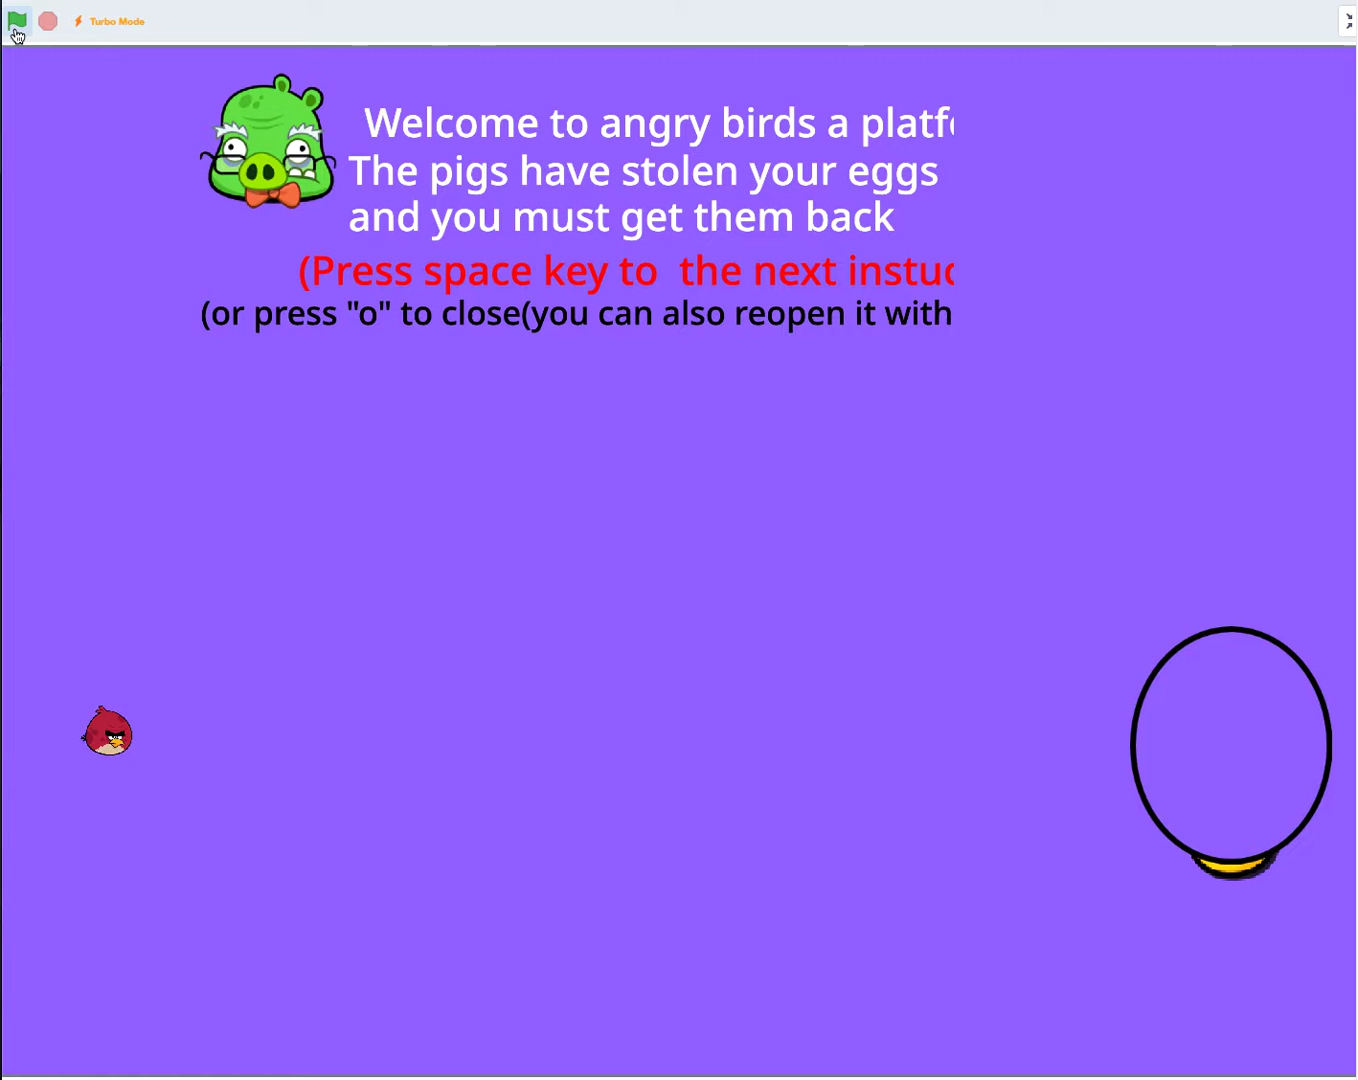 Turbo Mode
Welcome to angry birds a platf
The pigs have stolen your eggs
and you must get them back
(Press space key to the next instuc
(or press "o" to close(you can also reopen it with